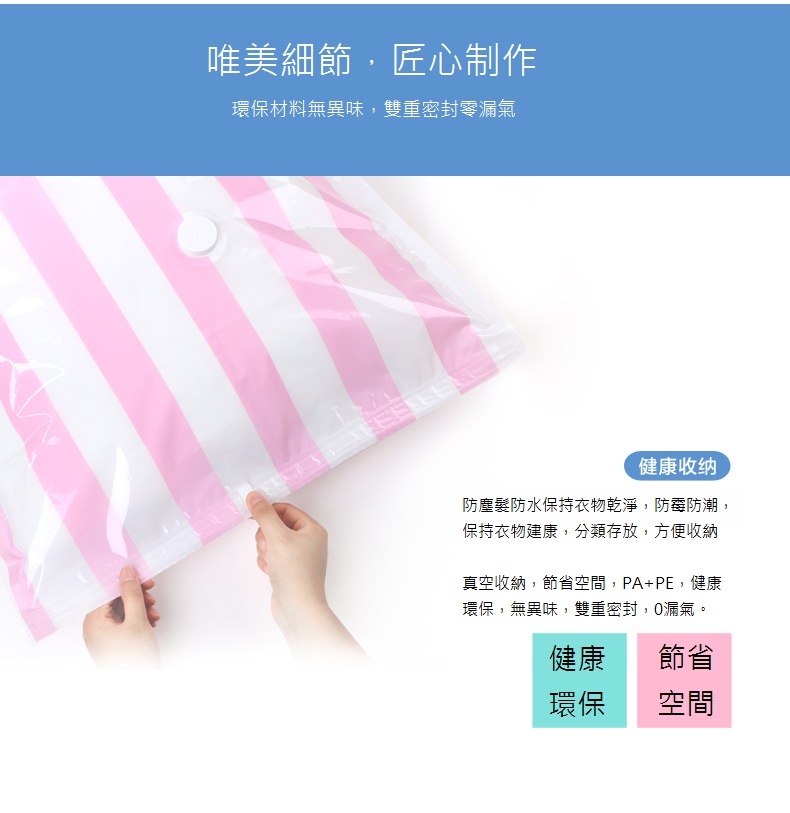 唯美細節，匠心制作
環保材料無異味，雙重密封零漏氣
健康收纳
防塵髮防水保持衣物乾淨，防霉防潮，
保持衣物建康，分類存放，方便收納
真空收納，節省空間，PA+PE，健康
環保，無異味，雙重密封，0漏氣。
健康
環保
節省
空間